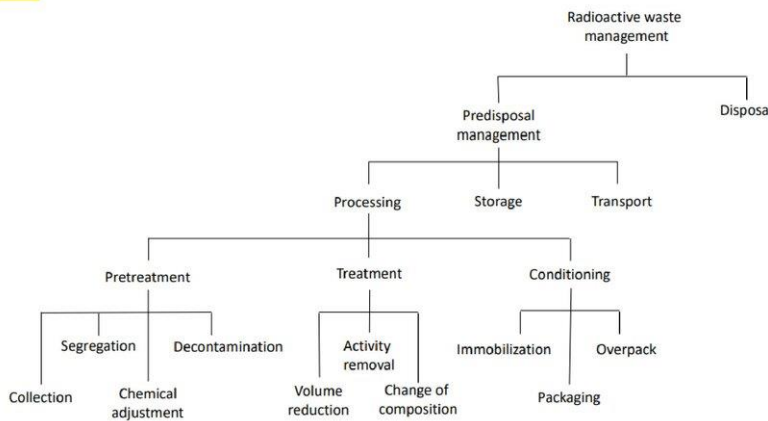 Radioactive waste
management
Predisposal
management
Disposa
Processing
Storage
Transport
Pretreatment
Treatment
Conditioning
Segregation
Decontamination
Activity
removal
Immobilization
Overpack
Collection
Chemical
adjustment
Volume
reduction
Change of
composition
Packaging